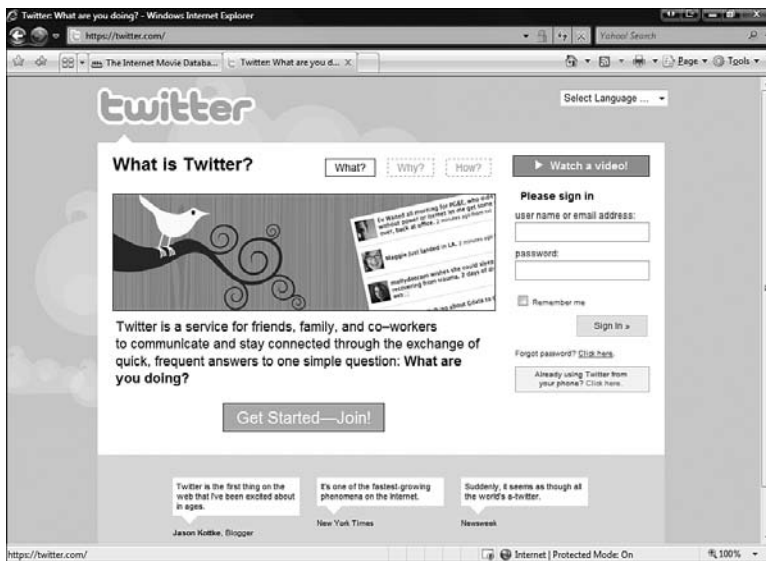 Twitter: What are you doing? - Windows Internet Explorer
https://twitter.com/
Yahoo! Search
The Internet Movie Databa...
Twitter: What are you d...
Page
Tools
twitter
Select Language ...
What is Twitter?
What?
Why?
How?
Watch a video!
Please sign in
user name or email address:
password:
Remember me
Sign In »
Forgot password? Click here.
Already using Twitter from
your phone? Click here.
Maggie just landed in LA.
Twitter is a service for friends, family, and co–workers
to communicate and stay connected through the exchange of
quick, frequent answers to one simple question: What are
you doing?
Get Started—Join!
Twitter is the first thing on the
web that I've been excited about
in ages.
Jason Kottke, Blogger
It's one of the fastest-growing
phenomena on the internet.
New York Times
Suddenly, it seems as though all
the world's a-twitter.
Newsweek
https://twitter.com/
Internet | Protected Mode: On
100%